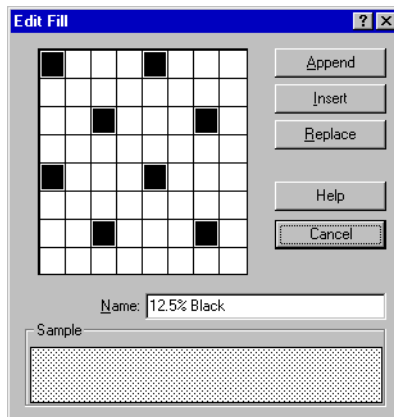 Edit Fill
Append
Insert
Replace
Help
Cancel
Name: 12.5% Black
Sample